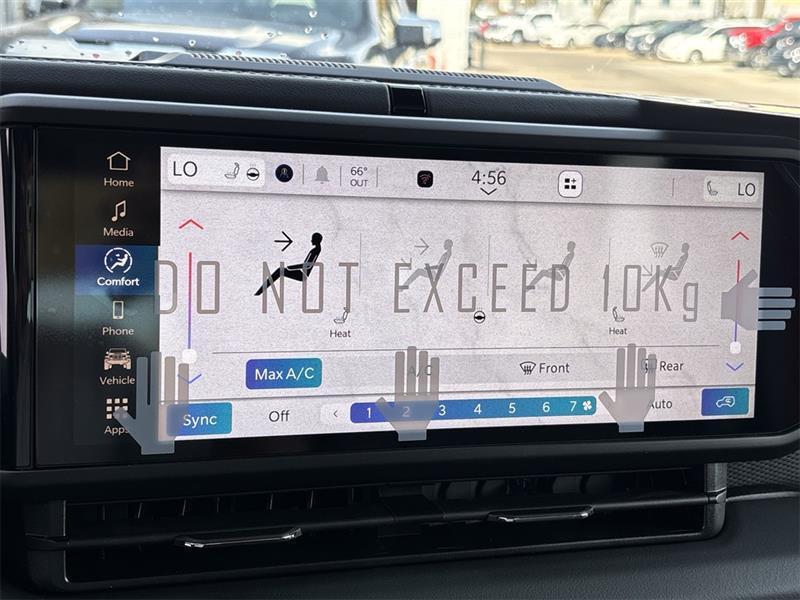 LO
66°
OUT
4:56
LO
Home
Media
Comfort
Phone
Vehicle
Apps
DO NOT EXCEED 10Kg
Heat
Heat
Max A/C
A/C
Front
Rear
Sync
Off
< 1 2 3 4 5 6 7
Auto